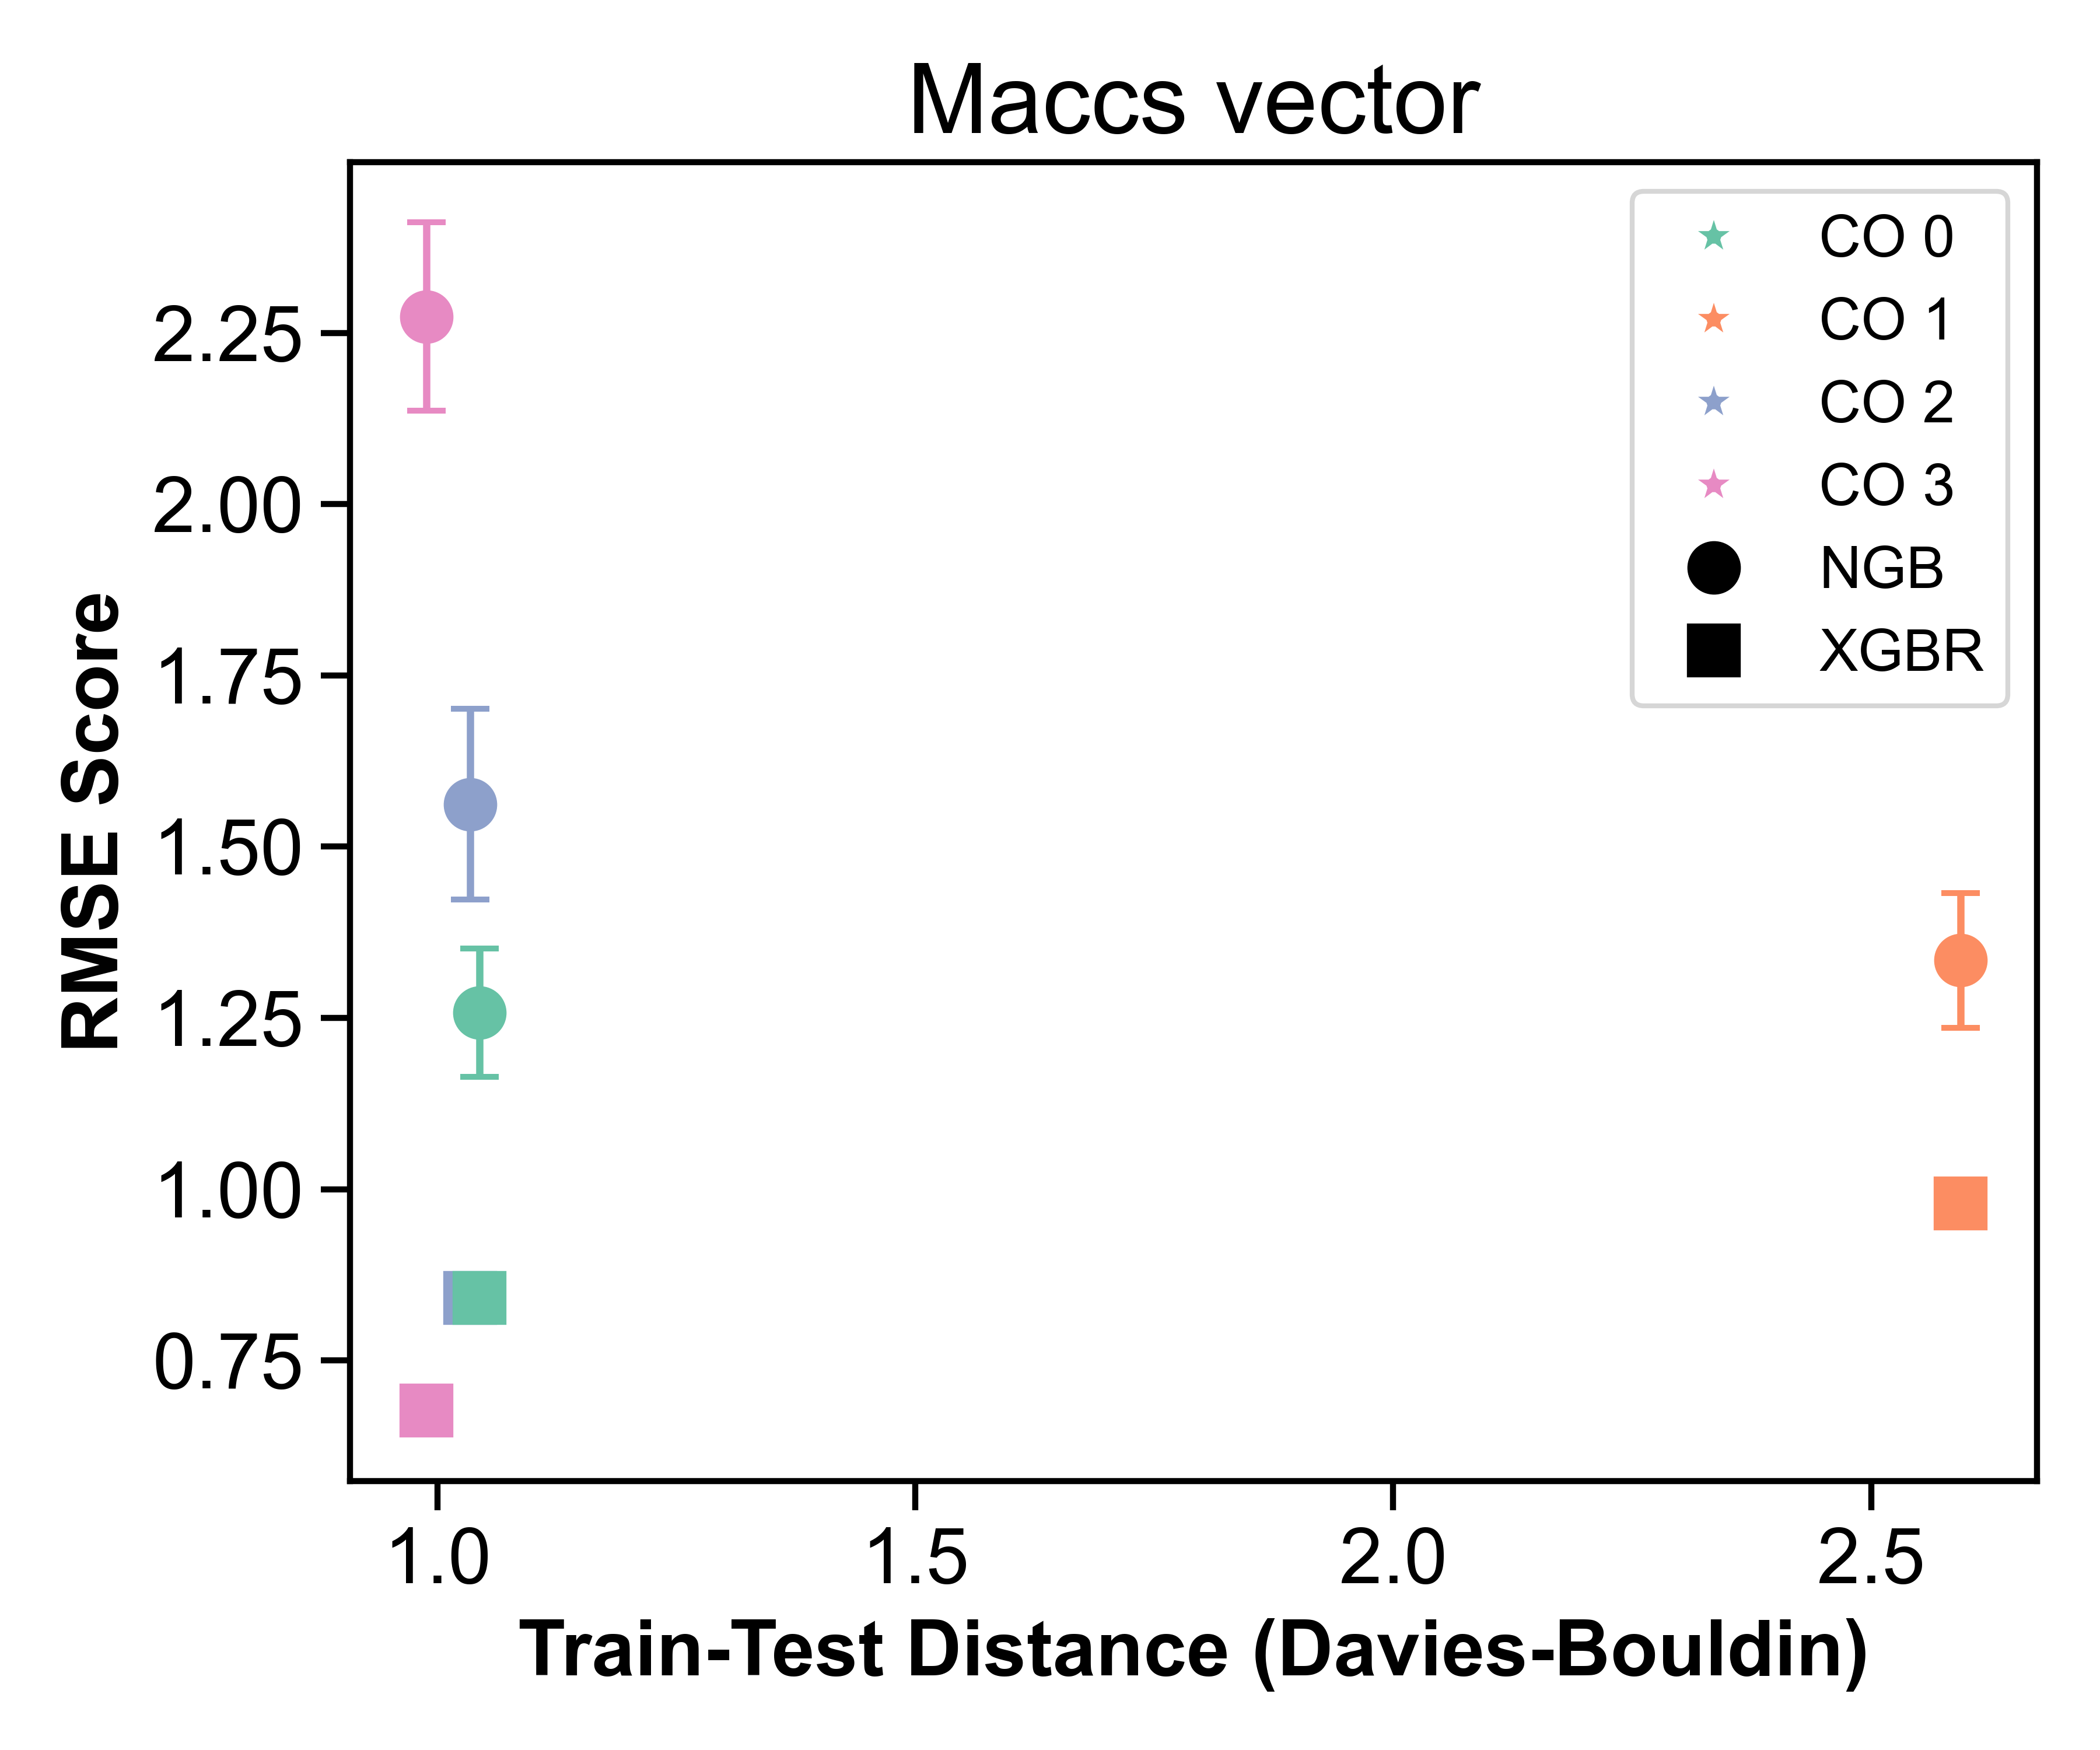 Maccs vector
CO 0
CO 1
CO 2
CO 3
NGB
XGBR
RMSE Score
2.25
2.00
1.75
1.50
1.25
1.00
0.75
1.0
1.5
2.0
2.5
Train-Test Distance (Davies-Bouldin)